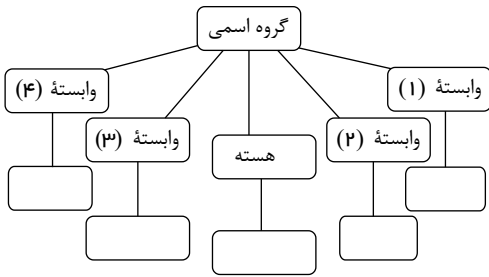 گروه اسمی
وابستهٔ (۱)
وابستهٔ (۲)
هسته
وابستهٔ (۳)
وابستهٔ (۴)